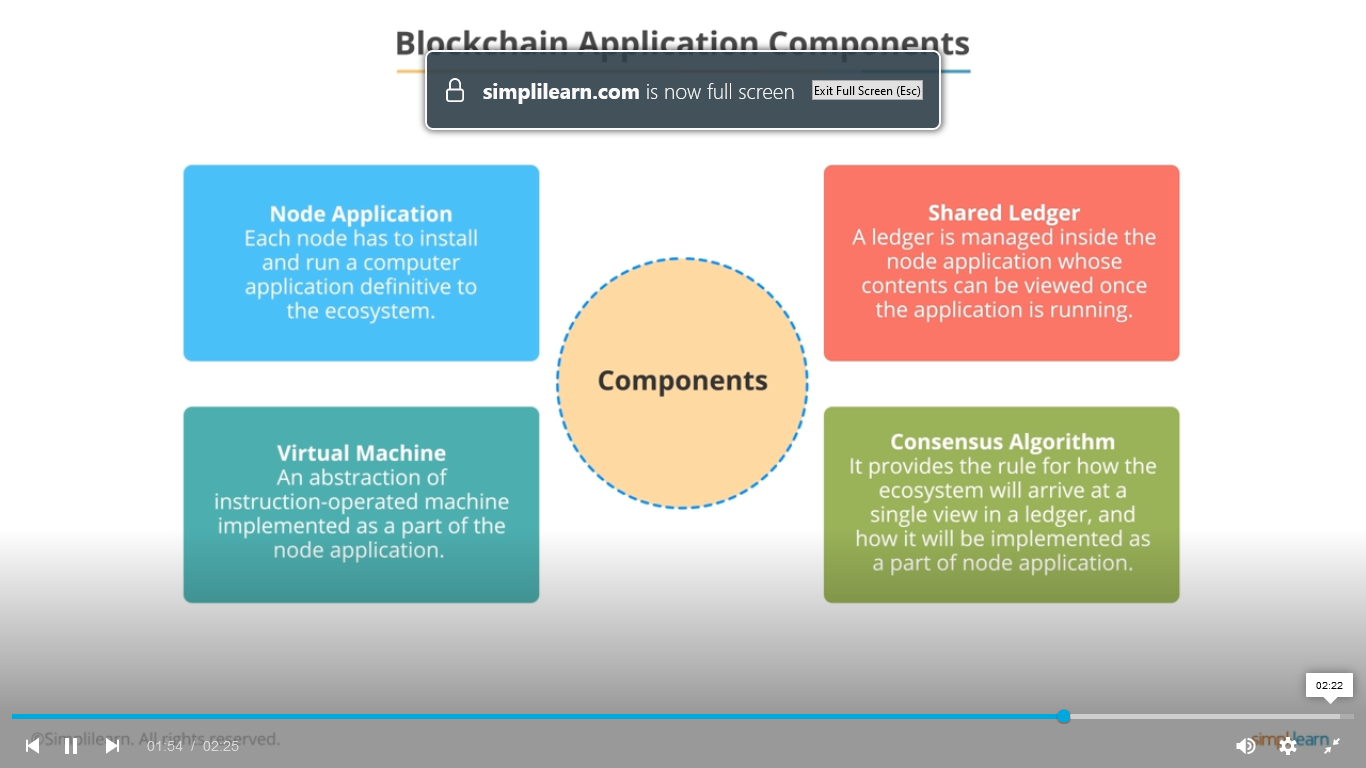 Blockchain Application Components
simplilearn.com is now full screen
Exit Full Screen (Esc)
Node Application
Each node has to install
and run a computer
application definitive to
the ecosystem.
Shared Ledger
A ledger is managed inside the
node application whose
contents can be viewed once
the application is running.
Components
Virtual Machine
An abstraction of
instruction-operated machine
implemented as a part of the
node application.
Consensus Algorithm
It provides the rule for how the
ecosystem will arrive at a
single view in a ledger, and
how it will be implemented as
a part of node application.
02:22
©Simplilearn. All rights reserved.
01:54 / 02:25
simplilearn